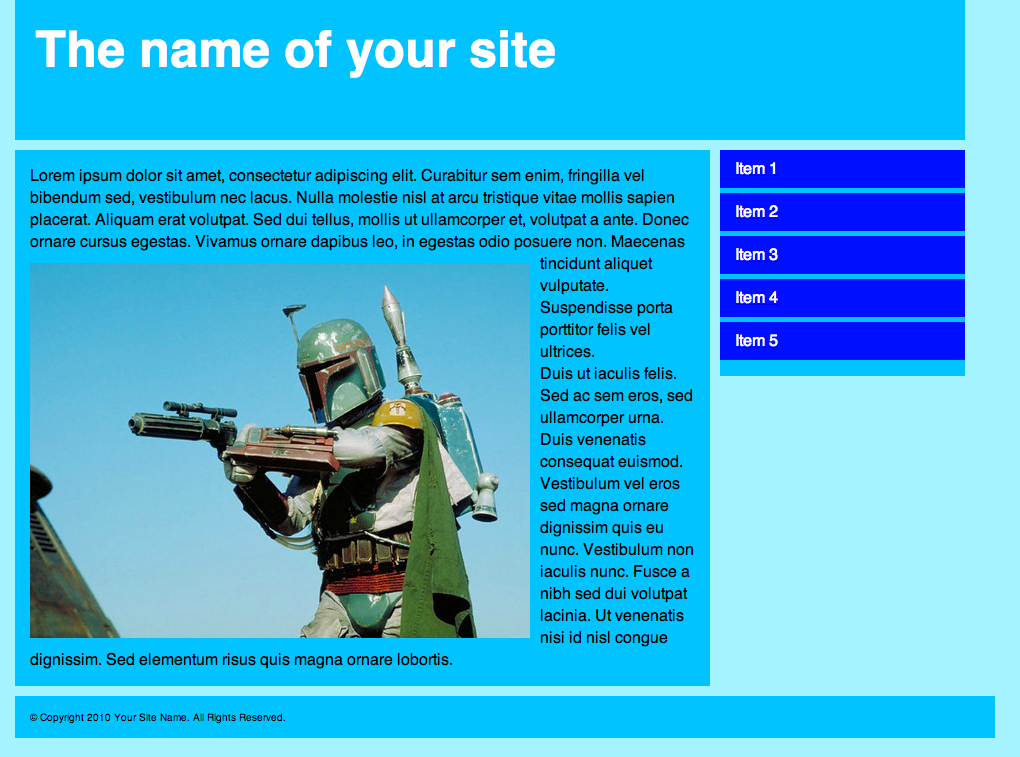 The name of your site
Lorem ipsum dolor sit amet, consectetur adipiscing elit. Curabitur sem enim, fringilla vel
bibendum sed, vestibulum nec lacus. Nulla molestie nisl at arcu tristique vitae mollis sapien
placerat. Aliquam erat volutpat. Sed dui tellus, mollis ut ullamcorper et, volutpat a ante. Donec
ornare cursus egestas. Vivamus ornare dapibus leo, in egestas odio posuere non. Maecenas
tincidunt aliquet
vulputate.
Suspendisse porta
porttitor felis vel
ultrices.
Duis ut iaculis felis.
Sed ac sem eros, sed
ullamcorper urna.
Duis venenatis
consequat euismod.
Vestibulum vel eros
sed magna ornare
dignissim quis eu
nunc. Vestibulum non
iaculis nunc. Fusce a
nibh sed dui volutpat
lacinia. Ut venenatis
nisi id nisl congue
dignissim. Sed elementum risus quis magna ornare lobortis.
Item 1
Item 2
Item 3
Item 4
Item 5
© Copyright 2010 Your Site Name. All Rights Reserved.